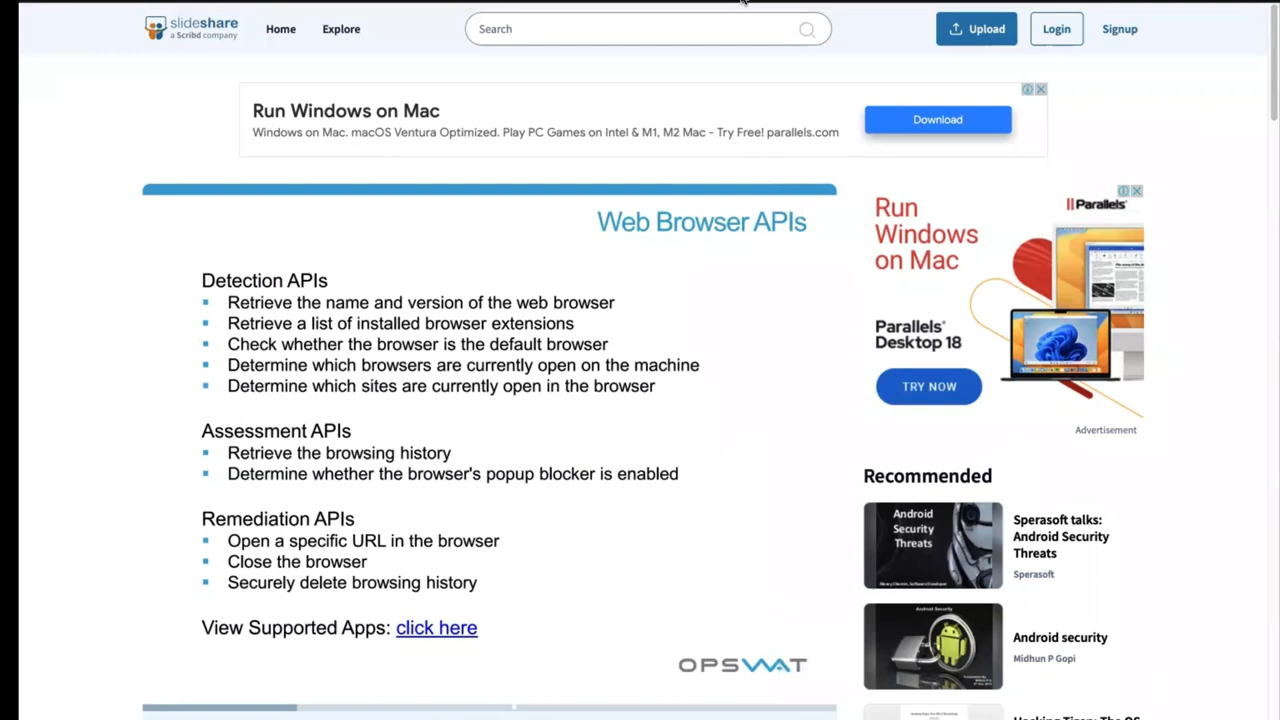 slideshare
a Scribd company
Home
Explore
Search
Upload
Login
Signup
Run Windows on Mac
Windows on Mac. macOS Ventura Optimized. Play PC Games on Intel & M1, M2 Mac - Try Free! parallels.com
Download
Web Browser APIs
Detection APIs
Retrieve the name and version of the web browser
Retrieve a list of installed browser extensions
Check whether the browser is the default browser
Determine which browsers are currently open on the machine
Determine which sites are currently open in the browser
Assessment APIs
Retrieve the browsing history
Determine whether the browser's popup blocker is enabled
Remediation APIs
Open a specific URL in the browser
Close the browser
Securely delete browsing history
View Supported Apps: click here
OPSWAT
Run
Windows
on Mac
Parallels®
Parallels®
Desktop 18
TRY NOW
Advertisement
Recommended
Android
Security
Threats
Sperasoft talks:
Android Security
Threats
Sperasoft
Android Security
Android security
Midhun P Gopi